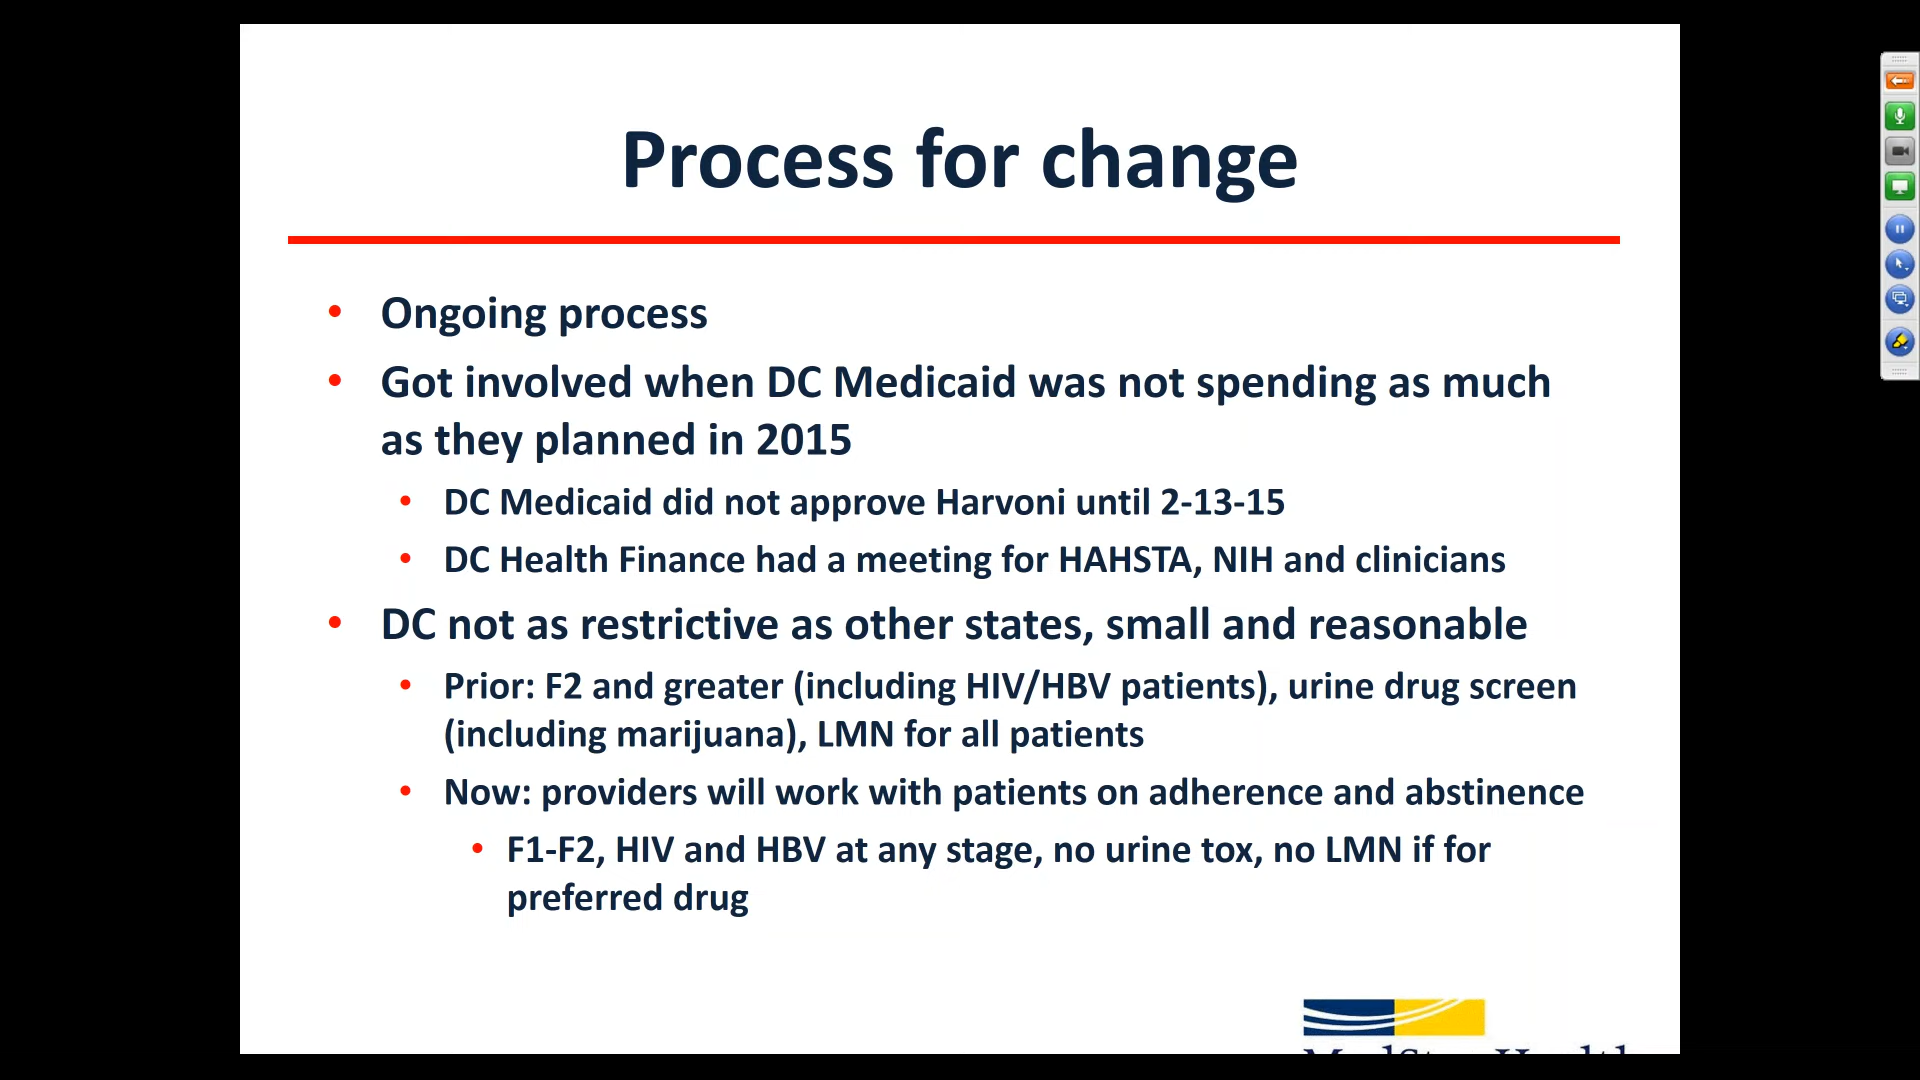 Process for change
• Ongoing process
• Got involved when DC Medicaid was not spending as much
as they planned in 2015
• DC Medicaid did not approve Harvoni until 2-13-15
• DC Health Finance had a meeting for HAHSTA, NIH and clinicians
• DC not as restrictive as other states, small and reasonable
• Prior: F2 and greater (including HIV/HBV patients), urine drug screen
(including marijuana), LMN for all patients
• Now: providers will work with patients on adherence and abstinence
• F1-F2, HIV and HBV at any stage, no urine tox, no LMN if for
preferred drug